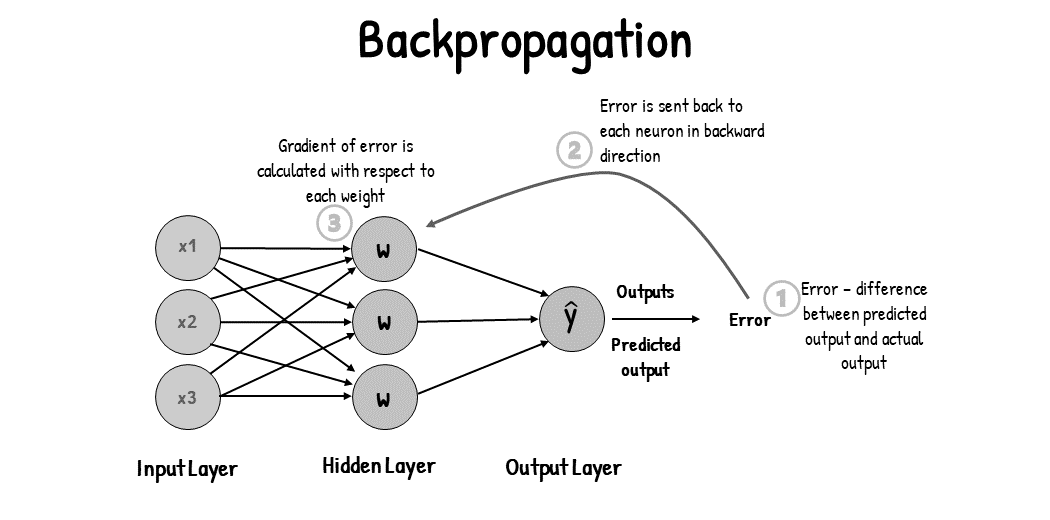 Backpropagation
Error is sent back to
each neuron in backward
direction
2
Gradient of error is
calculated with respect to
each weight
3
x1
w
x2
w
x3
w
ŷ
Outputs
Predicted
output
Error
1
Error - difference
between predicted
output and actual
output
Input Layer
Hidden Layer
Output Layer